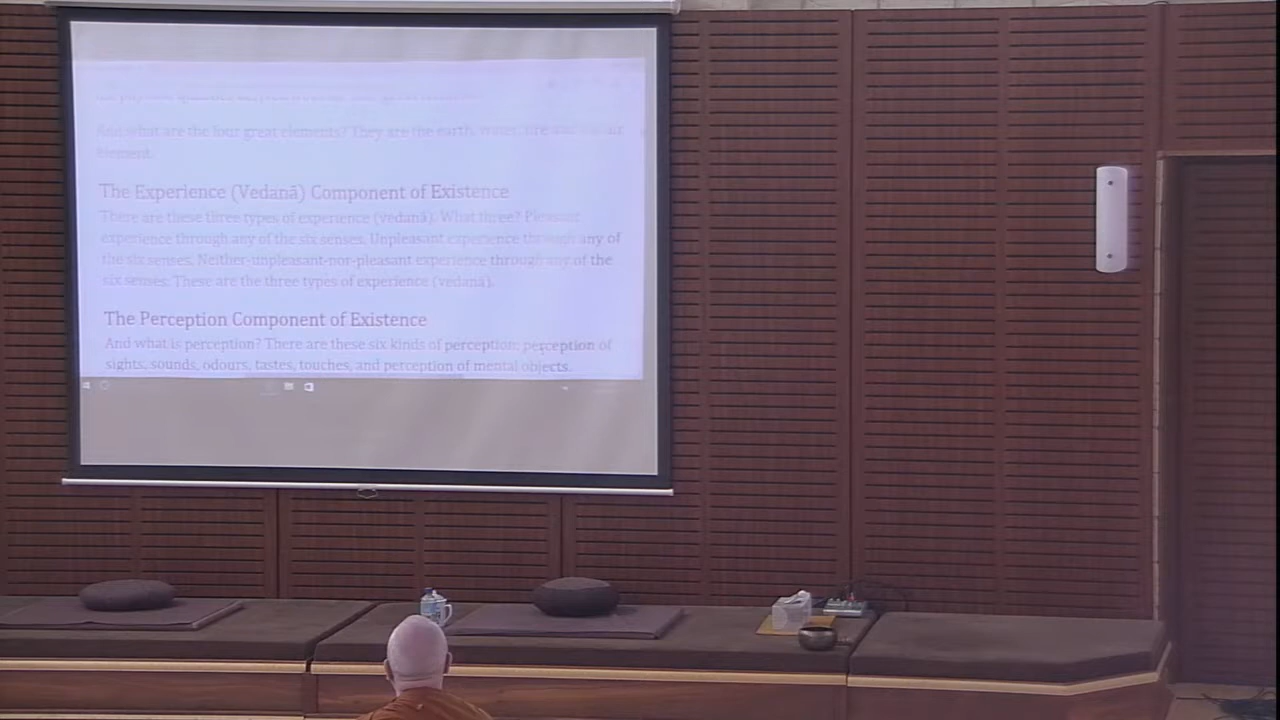 And what are the four great elements? They are the earth, water, fire and
element.
The Experience (Vedanā) Component of Existence
There are these three types of experience (vedanā). What three? Pleasant
experience through any of the six senses. Unpleasant experience through any of
the six senses. Neither-unpleasant-nor-pleasant experience through any of the
six senses. These are the three types of experience (vedanā).
The Perception Component of Existence
And what is perception? There are these six kinds of perception: perception of
sights, sounds, odours, tastes, touches, and perception of mental objects.